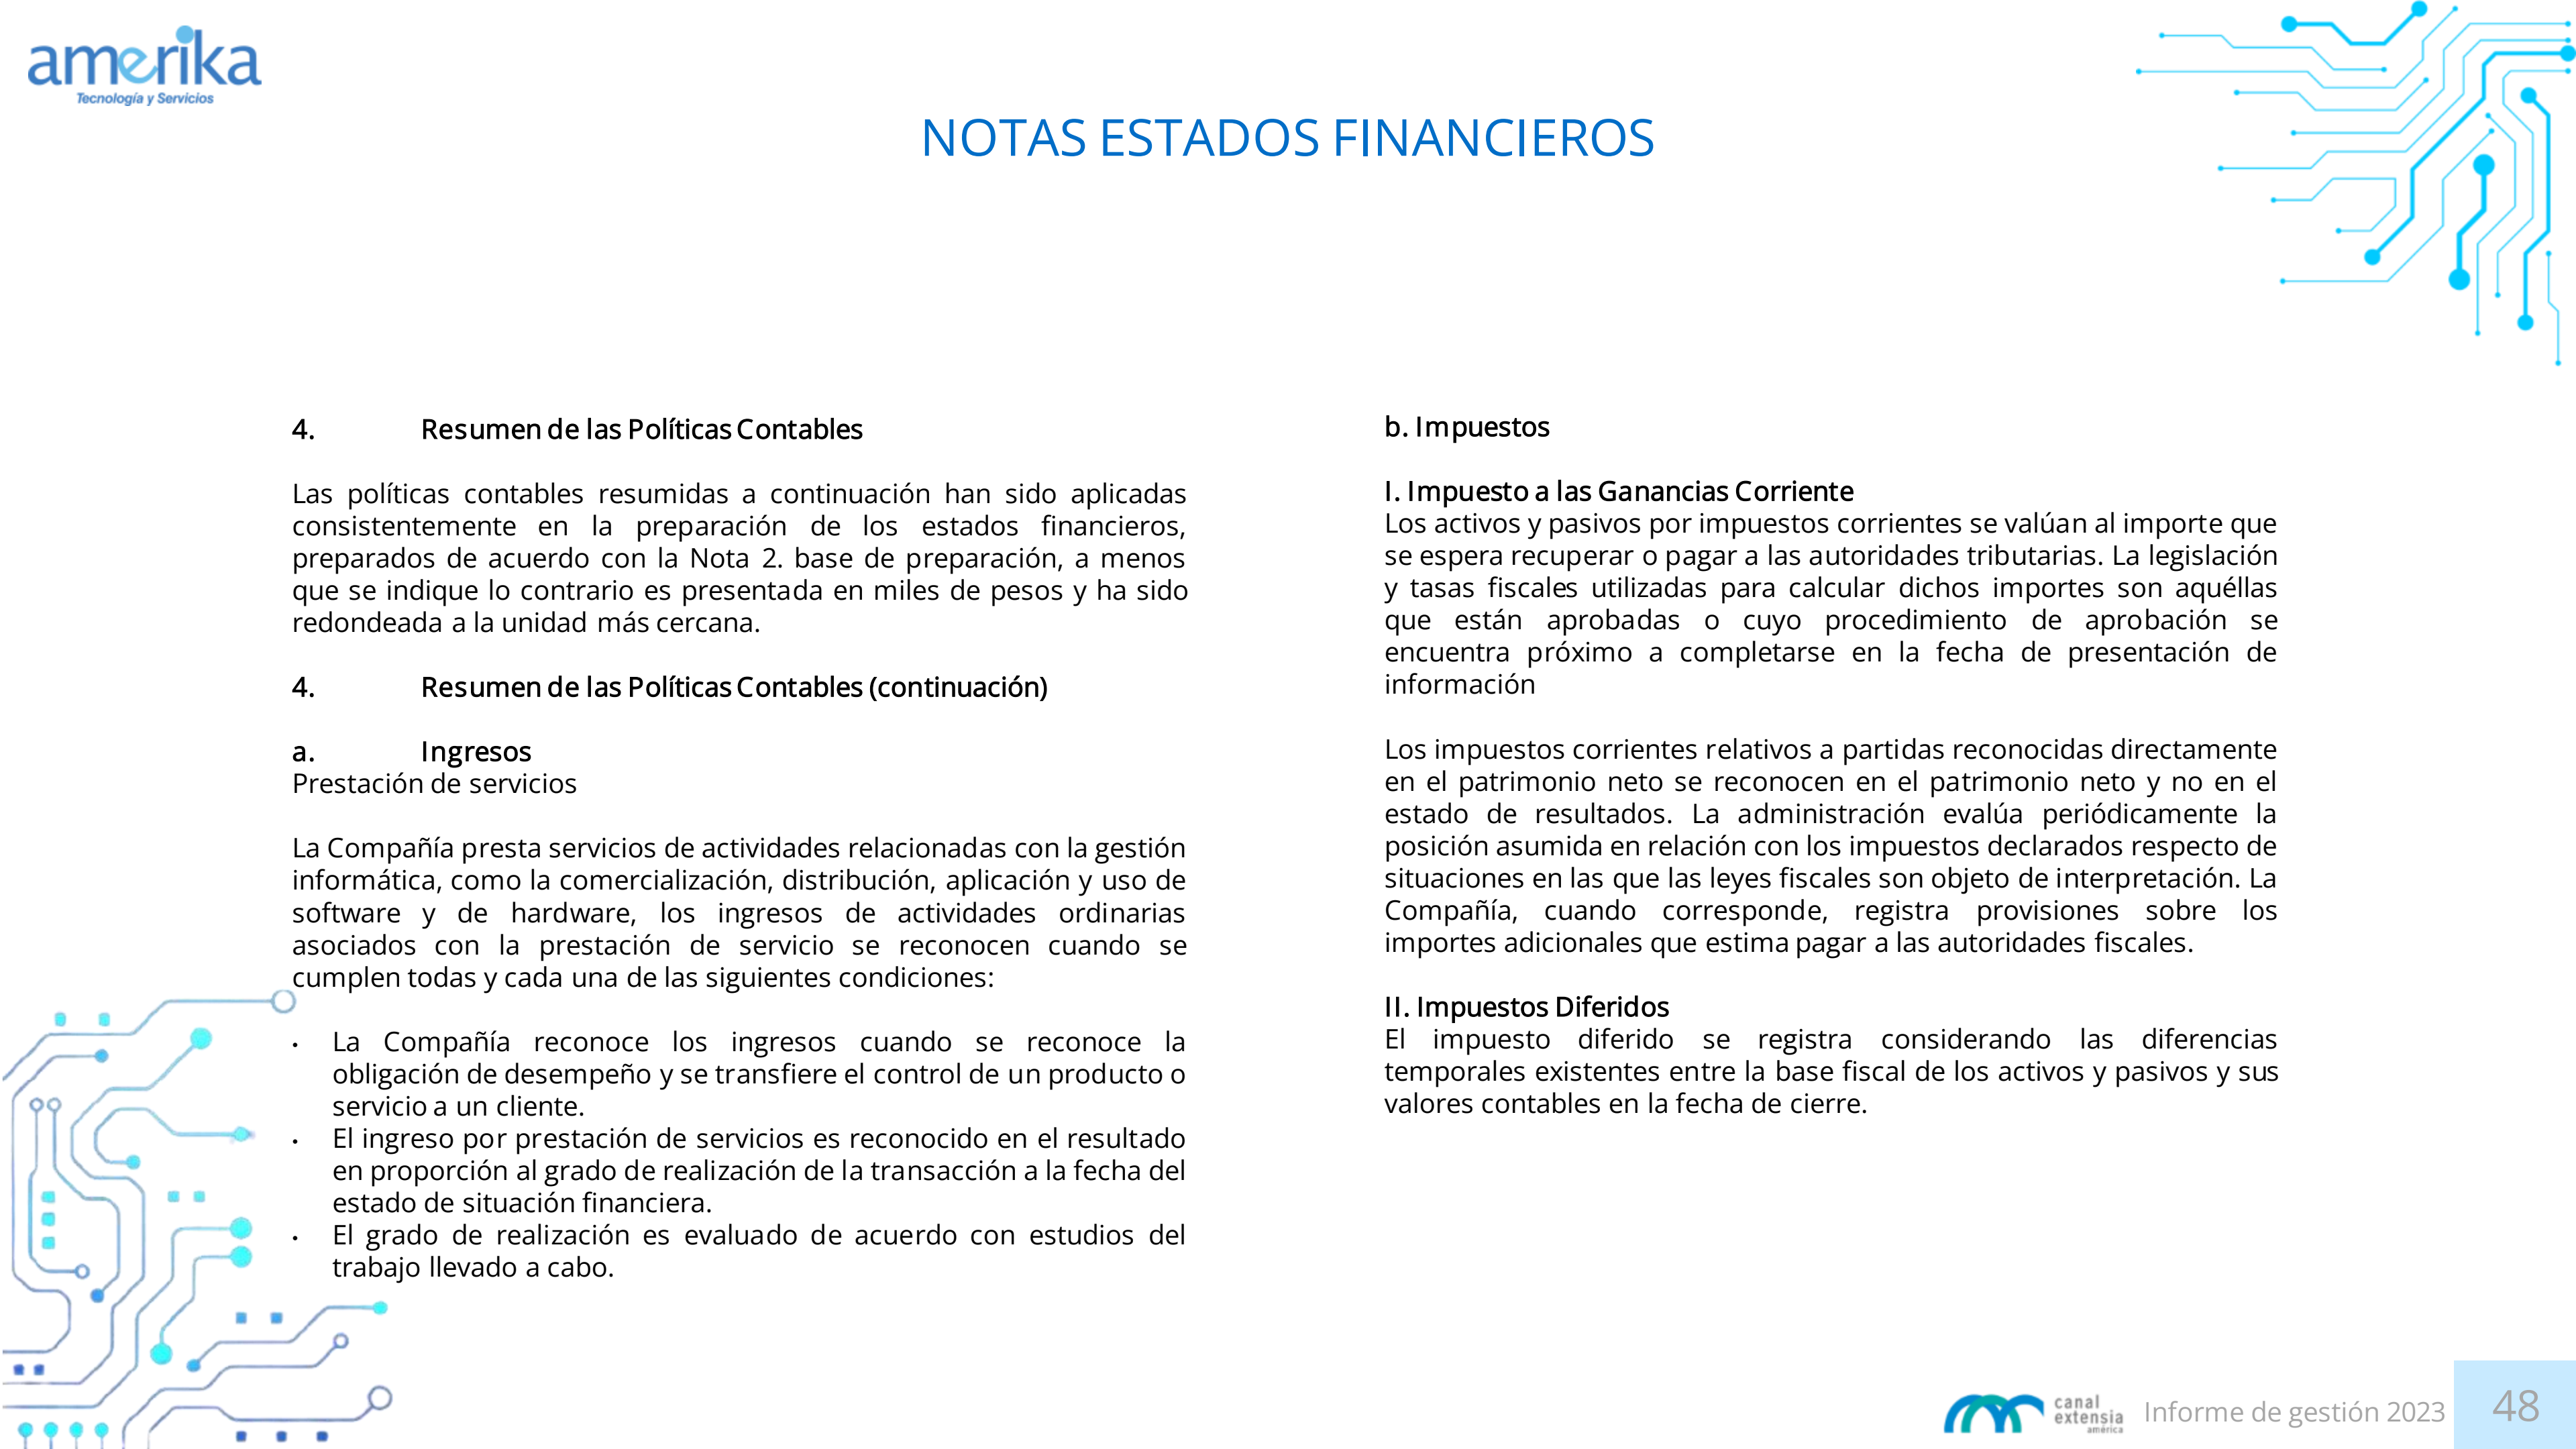 amerika
Tecnología y Servicios
NOTAS ESTADOS FINANCIEROS
4. Resumen de las Políticas Contables
Las políticas contables resumidas a continuación han sido aplicadas
consistentemente en la preparación de los estados financieros,
preparados de acuerdo con la Nota 2. base de preparación, a menos
que se indique lo contrario es presentada en miles de pesos y ha sido
redondeada a la unidad más cercana.
4. Resumen de las Políticas Contables (continuación)
a. Ingresos
Prestación de servicios
La Compañía presta servicios de actividades relacionadas con la gestión
informática, como la comercialización, distribución, aplicación y uso de
software y de hardware, los ingresos de actividades ordinarias
asociados con la prestación de servicio se reconocen cuando se
cumplen todas y cada una de las siguientes condiciones:
• La Compañía reconoce los ingresos cuando se reconoce la
obligación de desempeño y se transfiere el control de un producto o
servicio a un cliente.
• El ingreso por prestación de servicios es reconocido en el resultado
en proporción al grado de realización de la transacción a la fecha del
estado de situación financiera.
• El grado de realización es evaluado de acuerdo con estudios del
trabajo llevado a cabo.
b. Impuestos
I. Impuesto a las Ganancias Corriente
Los activos y pasivos por impuestos corrientes se valúan al importe que
se espera recuperar o pagar a las autoridades tributarias. La legislación
y tasas fiscales utilizadas para calcular dichos importes son aquéllas
que están aprobadas o cuyo procedimiento de aprobación se
encuentra próximo a completarse en la fecha de presentación de
información
Los impuestos corrientes relativos a partidas reconocidas directamente
en el patrimonio neto se reconocen en el patrimonio neto y no en el
estado de resultados. La administración evalúa periódicamente la
posición asumida en relación con los impuestos declarados respecto de
situaciones en las que las leyes fiscales son objeto de interpretación. La
Compañía, cuando corresponde, registra provisiones sobre los
importes adicionales que estima pagar a las autoridades fiscales.
II. Impuestos Diferidos
El impuesto diferido se registra considerando las diferencias
temporales existentes entre la base fiscal de los activos y pasivos y sus
valores contables en la fecha de cierre.
canal
extensia
américa
Informe de gestión 2023
48